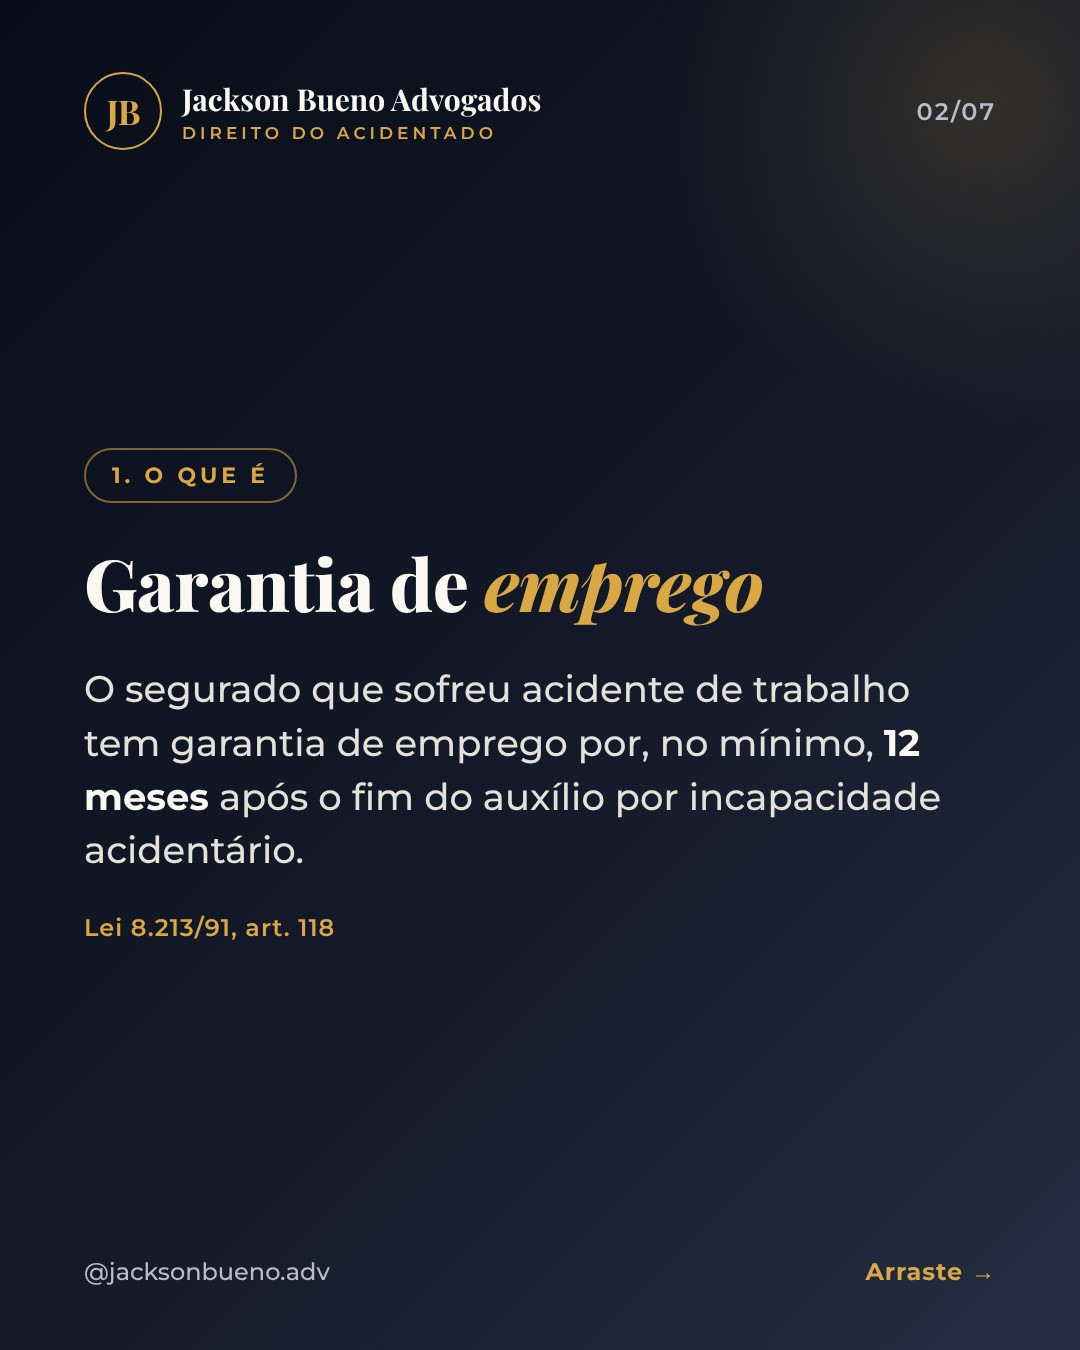 JB
Jackson Bueno Advogados
DIREITO DO ACIDENTADO
02/07
1. O QUE É
Garantia de emprego
O segurado que sofreu acidente de trabalho
tem garantia de emprego por, no mínimo, 12
meses após o fim do auxílio por incapacidade
acidentário.
Lei 8.213/91, art. 118
@jacksonbueno.adv
Arraste →